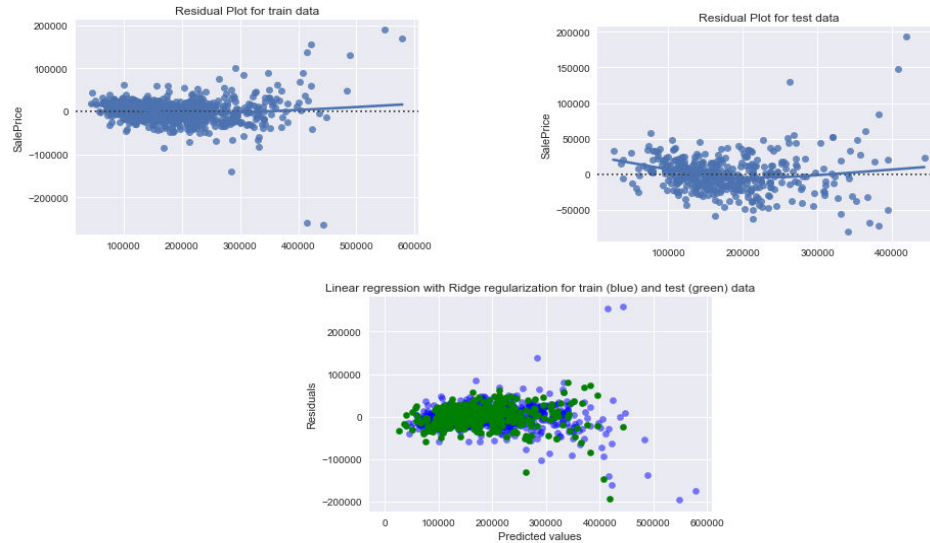 Residual Plot for train data
200000
100000
0
−100000
−200000
SalePrice
100000 200000 300000 400000 500000 600000
Residual Plot for test data
200000
150000
100000
50000
0
−50000
SalePrice
100000 200000 300000 400000
Linear regression with Ridge regularization for train (blue) and test (green) data
200000
100000
0
−100000
−200000
Residuals
0 100000 200000 300000 400000 500000 600000
Predicted values